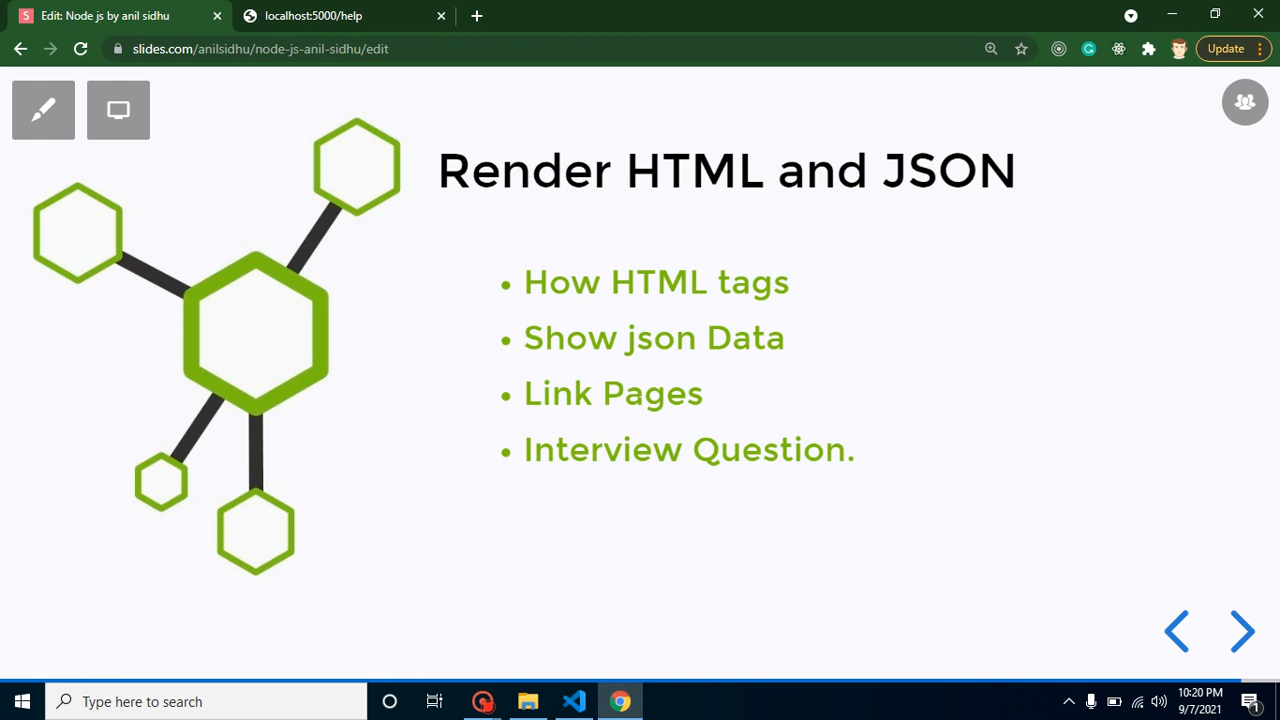 Edit: Node js by anil sidhu
localhost:5000/help
slides.com/anilsidhu/node-js-anil-sidhu/edit
Update
Render HTML and JSON
• How HTML tags
• Show json Data
• Link Pages
• Interview Question.
Type here to search
10:20 PM
9/7/2021
1